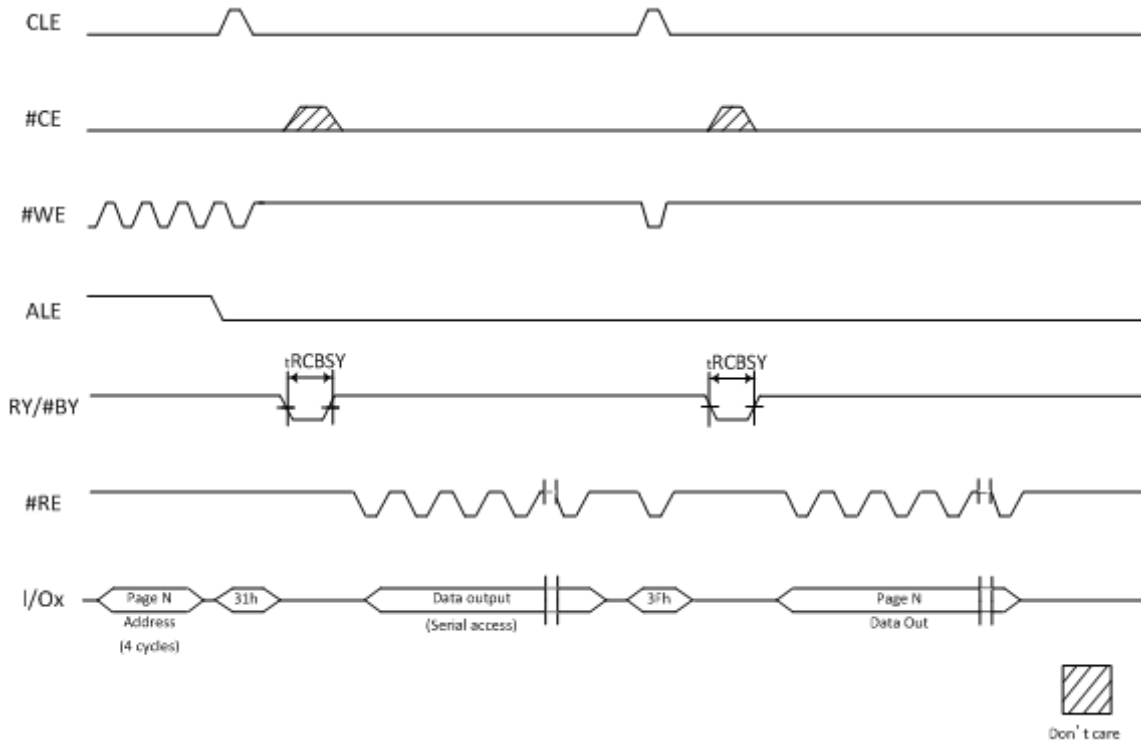 CLE
#CE
#WE
ALE
tRCBSY tRCBSY
RY/#BY
#RE
I/Ox Page N 31h Data output 3Fh Page N
Address (Serial access) Data Out
(4 cycles)
Don't care